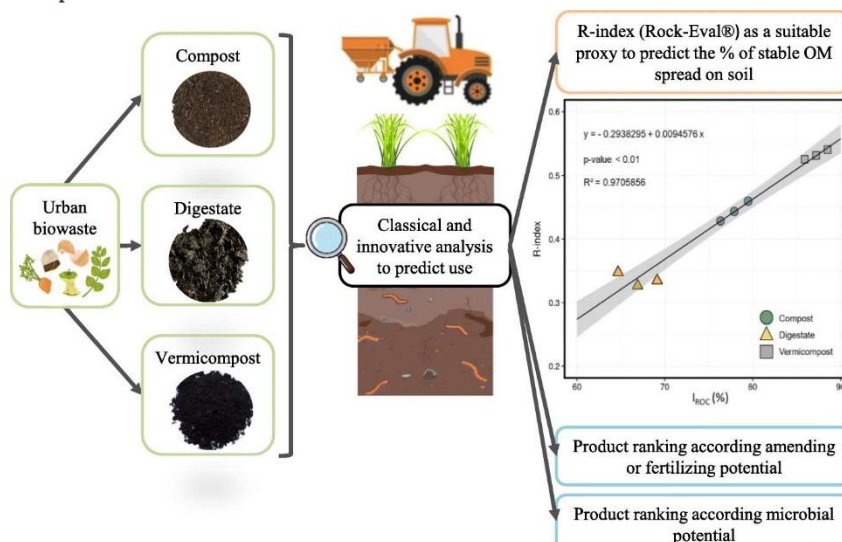 Urban
biowaste
Compost
Digestate
Vermicompost
Classical and
innovative analysis
to predict use
R-index (Rock-Eval®) as a suitable
proxy to predict the % of stable OM
spread on soil
y = - 0.2938295 + 0.0094576 x
p-value < 0.01
R² = 0.9705856
R-index
0.6
0.5
0.4
0.3
0.2
Compost
Digestate
Vermicompost
60
70
80
90
I_ROC (%)
Product ranking according amending
or fertilizing potential
Product ranking according microbial
potential